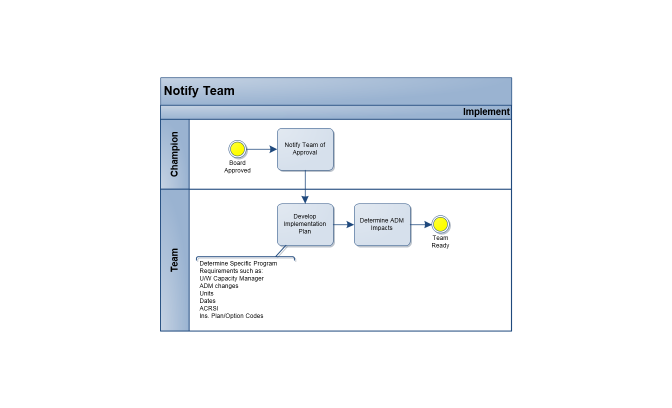 Notify Team
Implement
Champion
Board
Approved
Notify Team of
Approval
Team
Develop
Implementation
Plan
Determine ADM
Impacts
Team
Ready
Determine Specific Program
Requirements such as:
U/W Capacity Manager
ADM changes
Units
Dates
ACRSI
Ins. Plan/Option Codes